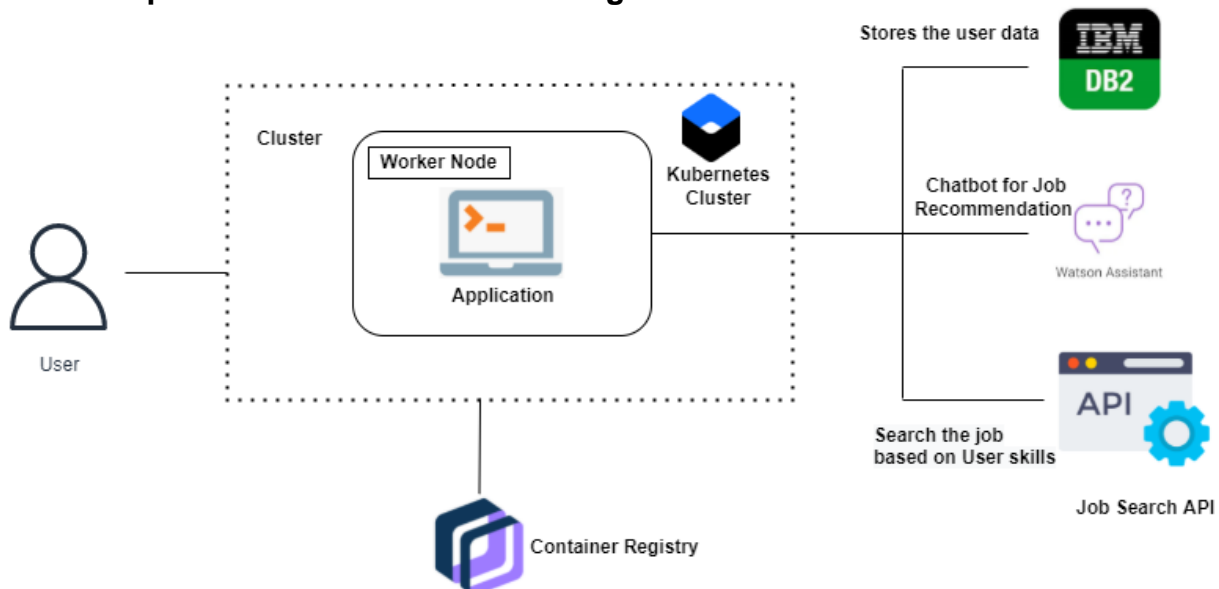 Stores the user data
IBM
DB2
Cluster
Worker Node
Kubernetes
Cluster
Application
Chatbot for Job
Recommendation
?
Watson Assistant
User
API
Search the job
based on User skills
Job Search API
Container Registry